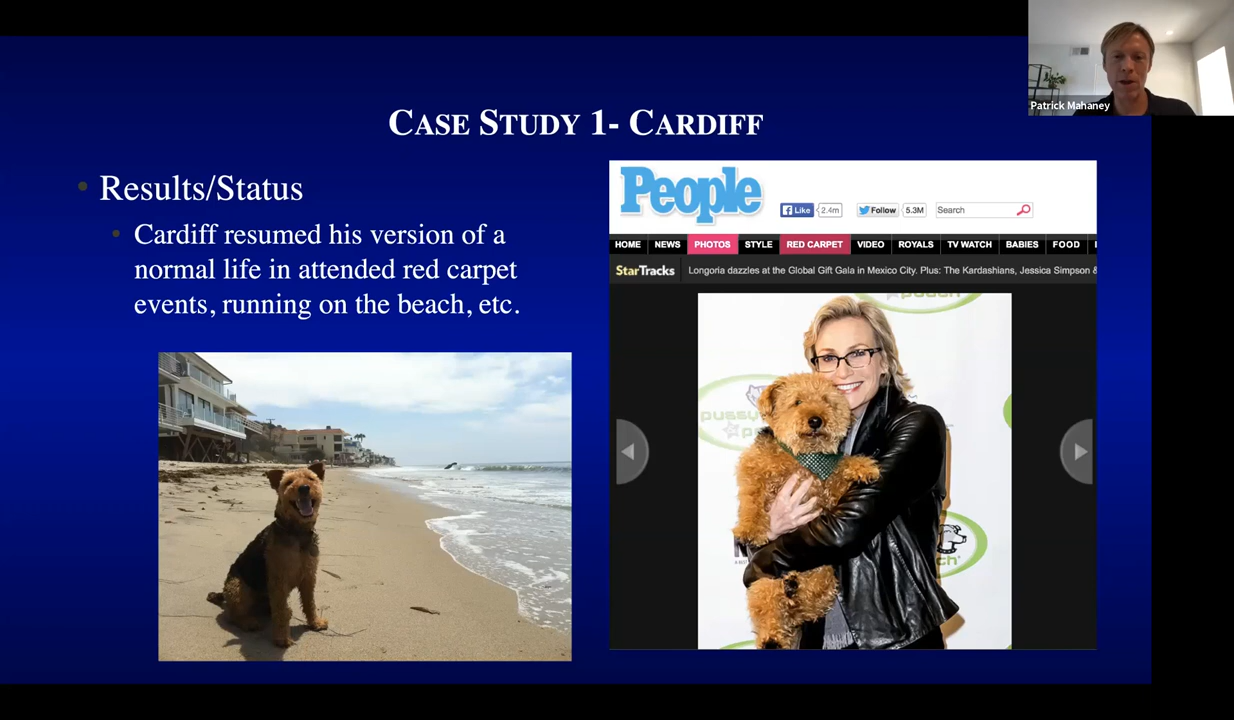 Patrick Mahaney
CASE STUDY 1- CARDIFF
Results/Status
Cardiff resumed his version of a
normal life in attended red carpet
events, running on the beach, etc.
People
Like 2.4m Follow 5.3M Search
HOME NEWS PHOTOS STYLE RED CARPET VIDEO ROYALS TV WATCH BABIES FOOD
StarTracks Longoria dazzles at the Global Gift Gala in Mexico City. Plus: The Kardashians, Jessica Simpson &